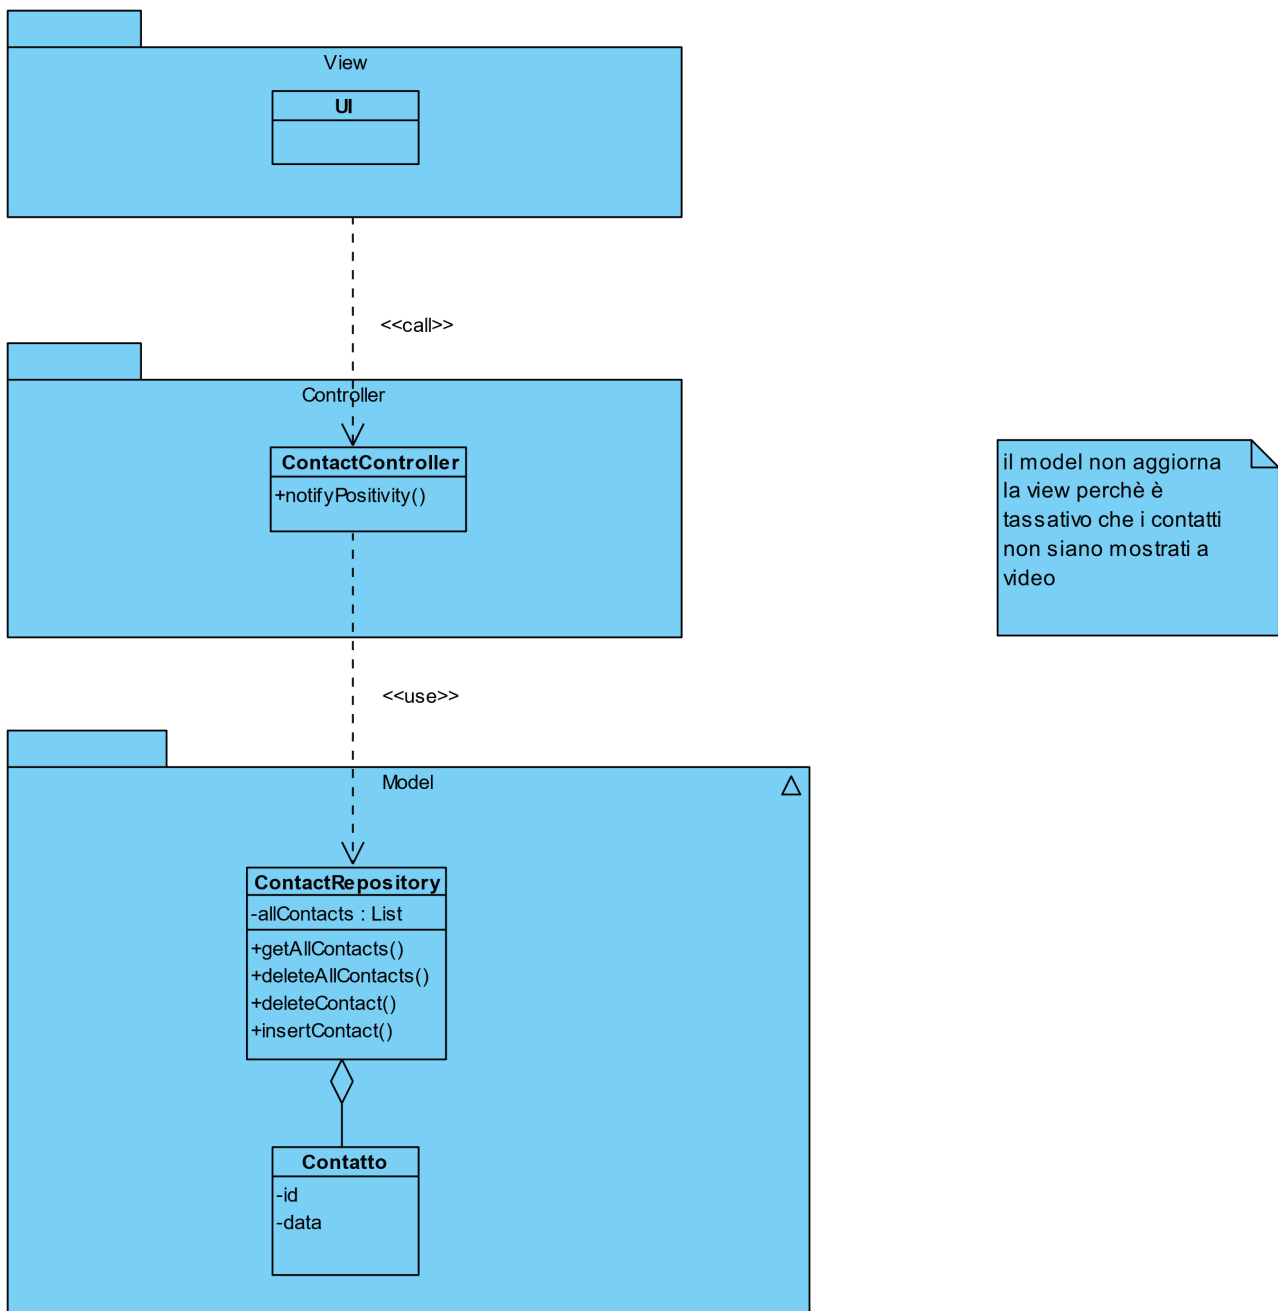 View
UI
<<call>>
Controller
ContactController
+notifyPositivity()
il model non aggiorna
la view perchè è
tassativo che i contatti
non siano mostrati a
video
<<use>>
Model
ContactRepository
-allContacts : List
+getAllContacts()
+deleteAllContacts()
+deleteContact()
+insertContact()
Contatto
-id
-data